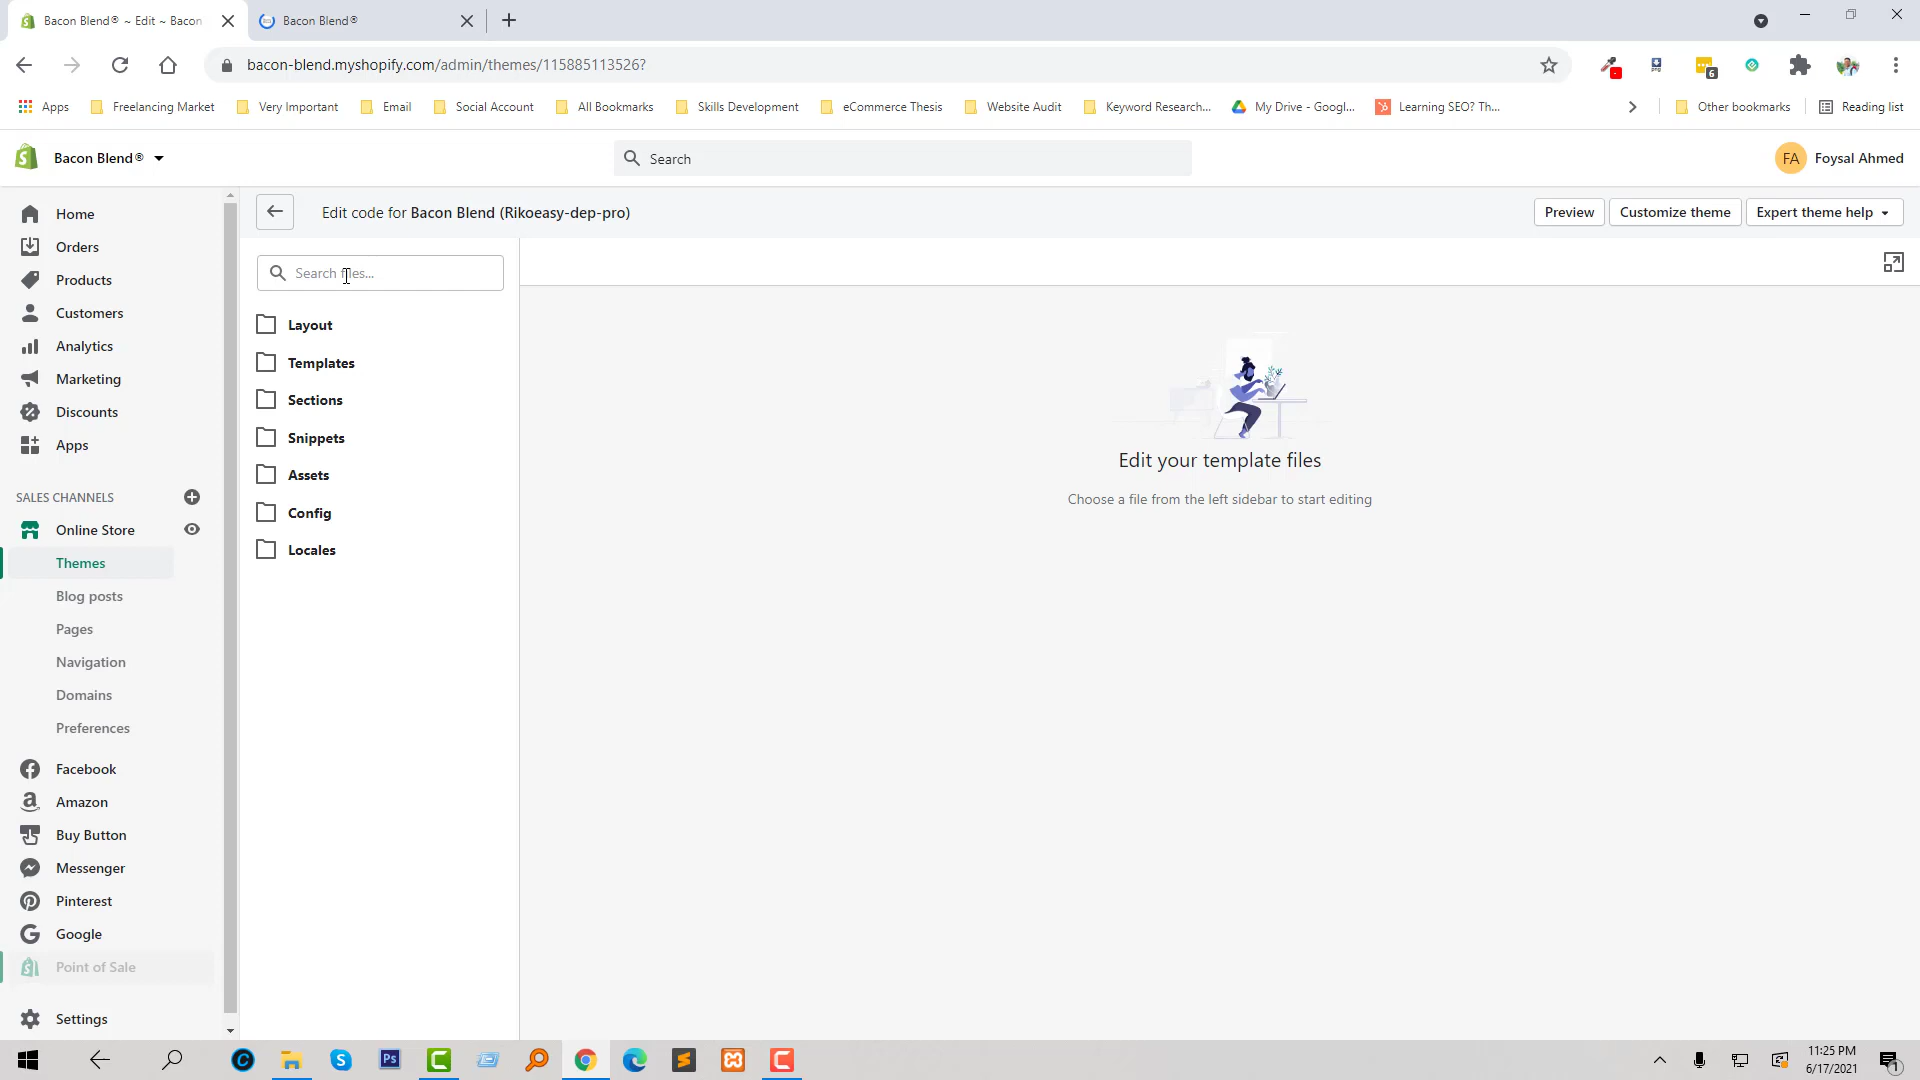 Bacon Blend® ~ Edit ~ Bacon
Bacon Blend®
bacon-blend.myshopify.com/admin/themes/115885113526?
6
Apps
Freelancing Market
Very Important
Email
Social Account
All Bookmarks
Skills Development
eCommerce Thesis
Website Audit
Keyword Research...
My Drive - Googl...
Learning SEO? Th...
Other bookmarks
Reading list
Bacon Blend®
Search
FA
Foysal Ahmed
Home
Orders
Products
Customers
Analytics
Marketing
Discounts
Apps
SALES CHANNELS
Online Store
Themes
Blog posts
Pages
Navigation
Domains
Preferences
Facebook
Amazon
Buy Button
Messenger
Pinterest
Google
Point of Sale
Settings
Edit code for Bacon Blend (Rikoeasy-dep-pro)
Preview
Customize theme
Expert theme help
Search files...
Layout
Templates
Sections
Snippets
Assets
Config
Locales
Edit your template files
Choose a file from the left sidebar to start editing
Ps
11:25 PM
6/17/2021
1